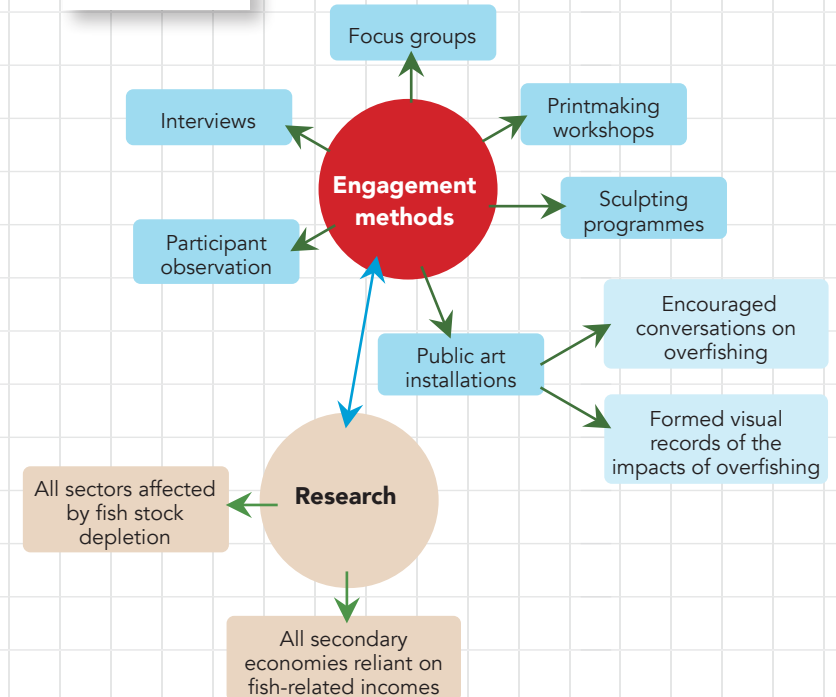 Focus groups
Interviews
Printmaking
workshops
Engagement
methods
Sculpting
programmes
Participant
observation
Public art
installations
Encouraged
conversations on
overfishing
Formed visual
records of the
impacts of overfishing
Research
All sectors affected
by fish stock
depletion
All secondary
economies reliant on
fish-related incomes